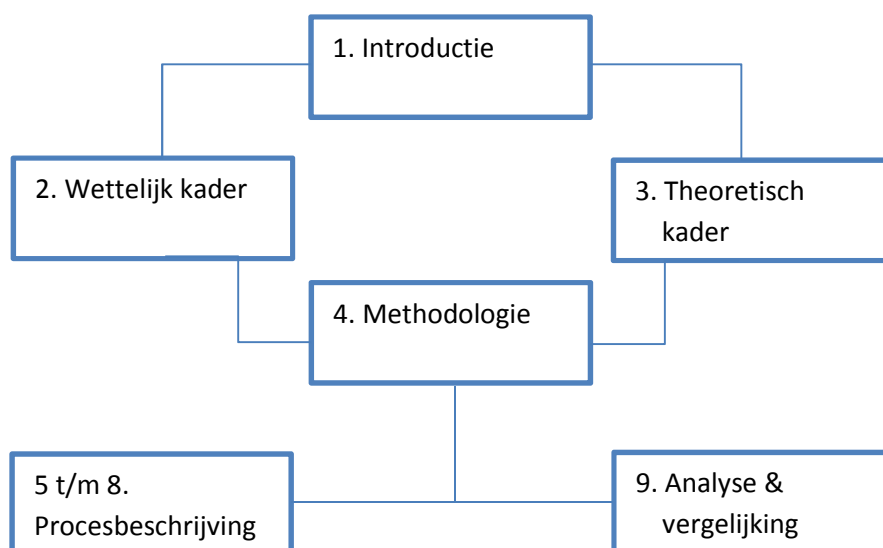 1. Introductie
2. Wettelijk kader
3. Theoretisch
kader
4. Methodologie
5 t/m 8.
Procesbeschrijving
9. Analyse &
vergelijking